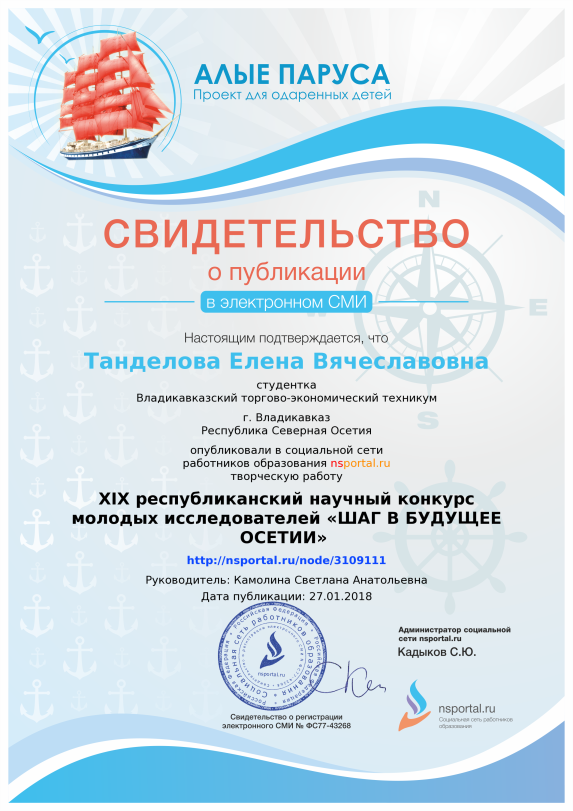 АЛЫЕ ПАРУСА
Проект для одаренных детей
N
СВИДЕТЕЛЬСТВО
о публикации
в электронном СМИ
E
Настоящим подтверждается, что
Танделова Елена Вячеславовна
студентка
Владикавказский торгово-экономический техникум
г. Владикавказ
S
Республика Северная Осетия
опубликовали в социальной сети
работников образования nsportal.ru
творческую работу
XIX республиканский научный конкурс
молодых исследователей «ШАГ В БУДУЩЕЕ
ОСЕТИИ»
http://nsportal.ru/node/3109111
Руководитель: Камолина Светлана Анатольевна
Дата публикации: 27.01.2018
Социальная сеть работников образования
Российская Федерация
nsportal.ru
Администратор социальной
сети nsportal.ru
Кадыков С.Ю.
nsportal.ru
Социальная сеть работников
образования
Свидетельство о регистрации
электронного СМИ № ФС77-43268